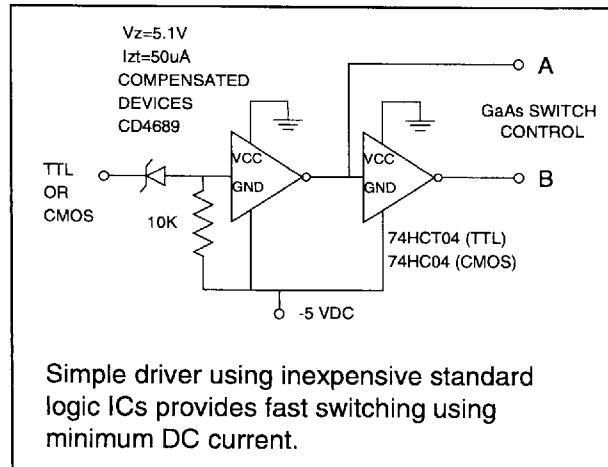 Vz=5.1V
Izt=50uA
COMPENSATED
DEVICES
CD4689
A
GaAs SWITCH
CONTROL
VCC
VCC
TTL
OR
CMOS
GND
GND
B
10K
74HCT04 (TTL)
74HC04 (CMOS)
-5 VDC
Simple driver using inexpensive standard
logic ICs provides fast switching using
minimum DC current.